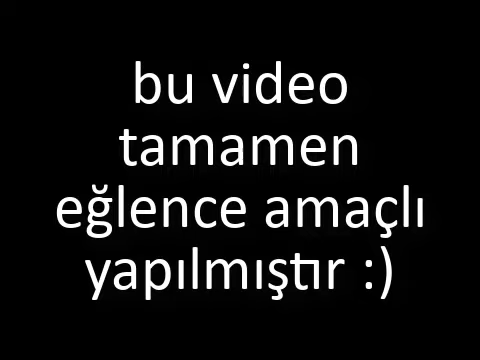 bu video
tamamen
eğlence amaçlı
yapılmıştır :)